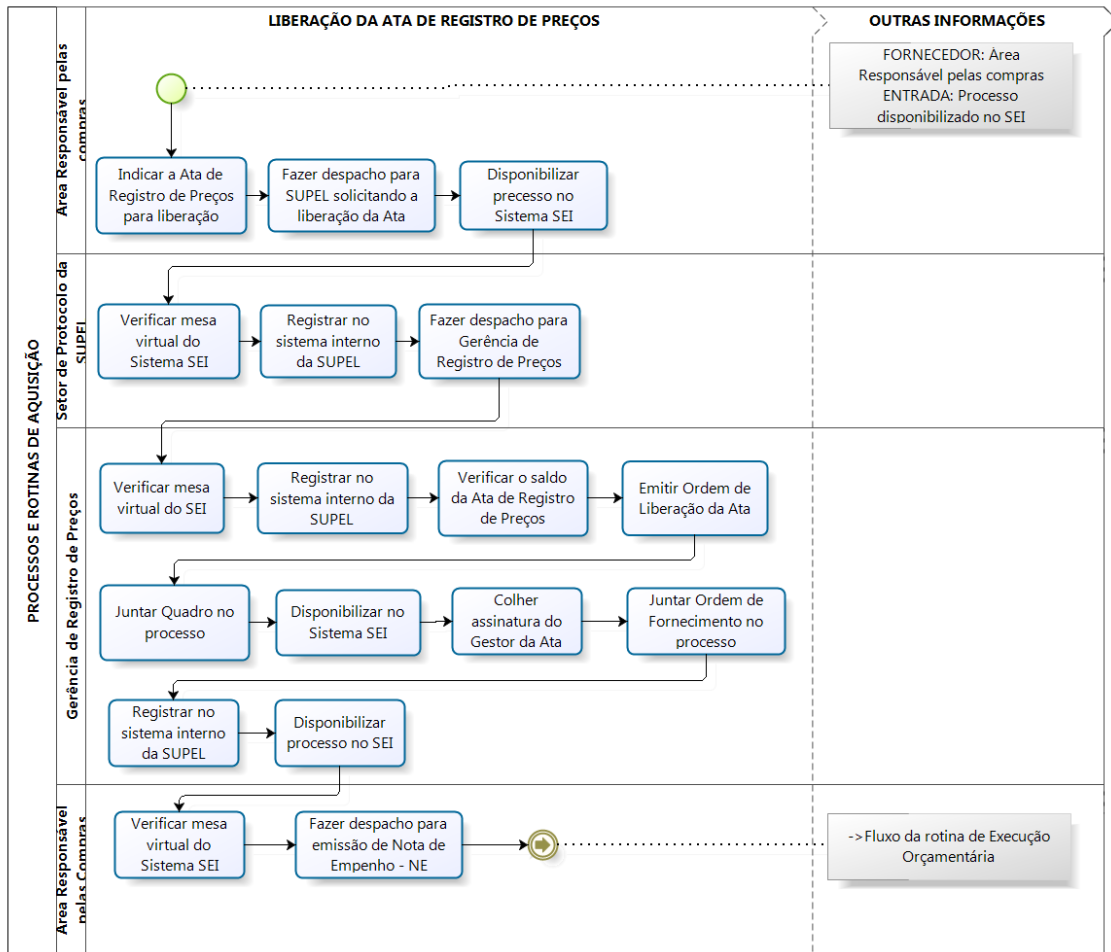 LIBERAÇÃO DA ATA DE REGISTRO DE PREÇOS
OUTRAS INFORMAÇÕES
PROCESSOS E ROTINAS DE AQUISIÇÃO
Área Responsável pelas
compras
FORNECEDOR: Àrea
Responsável pelas compras
ENTRADA: Processo
disponibilizado no SEI
Indicar a Ata de
Registro de Preços
para liberação
Fazer despacho para
SUPEL solicitando a
liberação da Ata
Disponibilizar
precesso no
Sistema SEI
Setor de Protocolo da
SUPEL
Verificar mesa
virtual do
Sistema SEI
Registrar no
sistema interno
da SUPEL
Fazer despacho para
Gerência de
Registro de Preços
Gerência de Registro de Preços
Verificar mesa
virtual do SEI
Registrar no
sistema interno da
SUPEL
Verificar o saldo
da Ata de Registro
de Preços
Emitir Ordem de
Liberação da Ata
Juntar Quadro no
processo
Disponibilizar no
Sistema SEI
Colher
assinatura do
Gestor da Ata
Juntar Ordem de
Fornecimento no
processo
Registrar no
sistema interno
da SUPEL
Disponibilizar
processo no SEI
Área Responsável
pelas Compras
Verificar mesa
virtual do
Sistema SEI
Fazer despacho para
emissão de Nota de
Empenho - NE
->Fluxo da rotina de Execução
Orçamentária